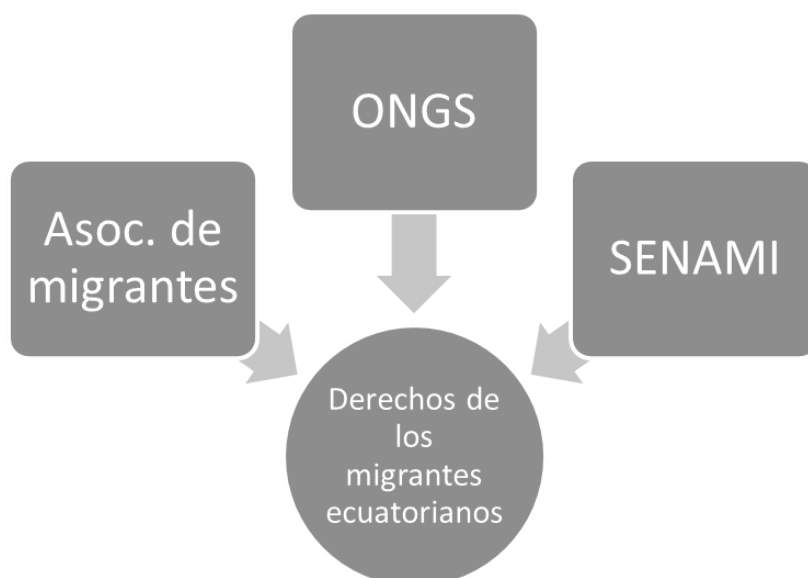 ONGS
Asoc. de
migrantes
SENAMI
Derechos de
los
migrantes
ecuatorianos